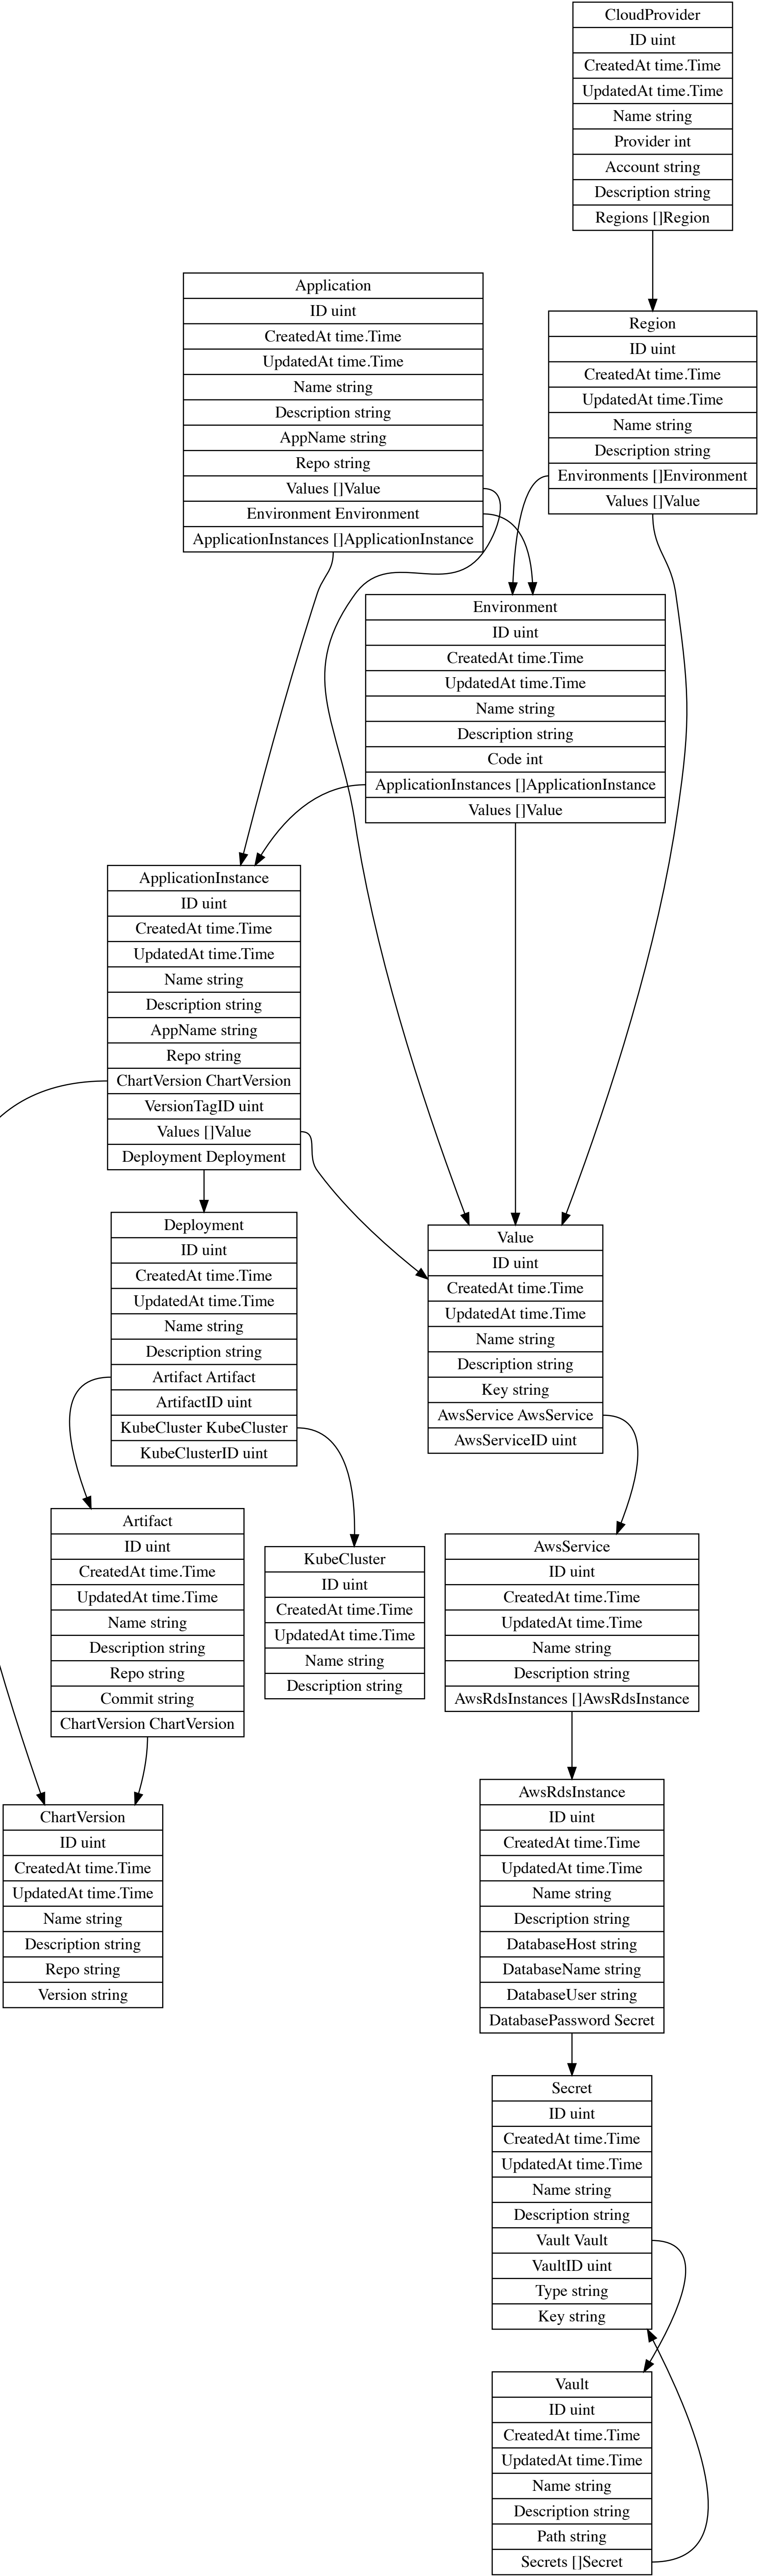 CloudProvider
ID uint
CreatedAt time.Time
UpdatedAt time.Time
Name string
Provider int
Account string
Description string
Regions []Region
Application
ID uint
CreatedAt time.Time
UpdatedAt time.Time
Name string
Description string
AppName string
Repo string
Values []Value
Environment Environment
ApplicationInstances []ApplicationInstance
Region
ID uint
CreatedAt time.Time
UpdatedAt time.Time
Name string
Description string
Environments []Environment
Values []Value
Environment
ID uint
CreatedAt time.Time
UpdatedAt time.Time
Name string
Description string
Code int
ApplicationInstances []ApplicationInstance
Values []Value
ApplicationInstance
ID uint
CreatedAt time.Time
UpdatedAt time.Time
Name string
Description string
AppName string
Repo string
ChartVersion ChartVersion
VersionTagID uint
Values []Value
Deployment Deployment
Deployment
ID uint
CreatedAt time.Time
UpdatedAt time.Time
Name string
Description string
Artifact Artifact
ArtifactID uint
KubeCluster KubeCluster
KubeClusterID uint
Value
ID uint
CreatedAt time.Time
UpdatedAt time.Time
Name string
Description string
Key string
AwsService AwsService
AwsServiceID uint
Artifact
ID uint
CreatedAt time.Time
UpdatedAt time.Time
Name string
Description string
Repo string
Commit string
ChartVersion ChartVersion
KubeCluster
ID uint
CreatedAt time.Time
UpdatedAt time.Time
Name string
Description string
AwsService
ID uint
CreatedAt time.Time
UpdatedAt time.Time
Name string
Description string
AwsRdsInstances []AwsRdsInstance
ChartVersion
ID uint
CreatedAt time.Time
UpdatedAt time.Time
Name string
Description string
Repo string
Version string
AwsRdsInstance
ID uint
CreatedAt time.Time
UpdatedAt time.Time
Name string
Description string
DatabaseHost string
DatabaseName string
DatabaseUser string
DatabasePassword Secret
Secret
ID uint
CreatedAt time.Time
UpdatedAt time.Time
Name string
Description string
Vault Vault
VaultID uint
Type string
Key string
Vault
ID uint
CreatedAt time.Time
UpdatedAt time.Time
Name string
Description string
Path string
Secrets []Secret